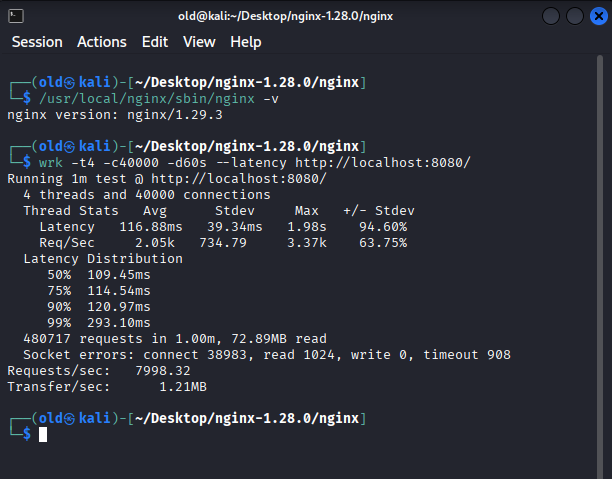 old@kali:~/Desktop/nginx-1.28.0/nginx
Session Actions Edit View Help
┌──(old㉿kali)-[~/Desktop/nginx-1.28.0/nginx]
└─$ /usr/local/nginx/sbin/nginx -v
nginx version: nginx/1.29.3
┌──(old㉿kali)-[~/Desktop/nginx-1.28.0/nginx]
└─$ wrk -t4 -c40000 -d60s --latency http://localhost:8080/
Running 1m test @ http://localhost:8080/
  4 threads and 40000 connections
  Thread Stats   Avg      Stdev     Max   +/- Stdev
    Latency   116.88ms   39.34ms   1.98s    94.60%
    Req/Sec     2.05k   734.79     3.37k    63.75%
  Latency Distribution
     50%  109.45ms
     75%  114.54ms
     90%  120.97ms
     99%  293.10ms
  480717 requests in 1.00m, 72.89MB read
  Socket errors: connect 38983, read 1024, write 0, timeout 908
Requests/sec:   7998.32
Transfer/sec:      1.21MB
┌──(old㉿kali)-[~/Desktop/nginx-1.28.0/nginx]
└─$